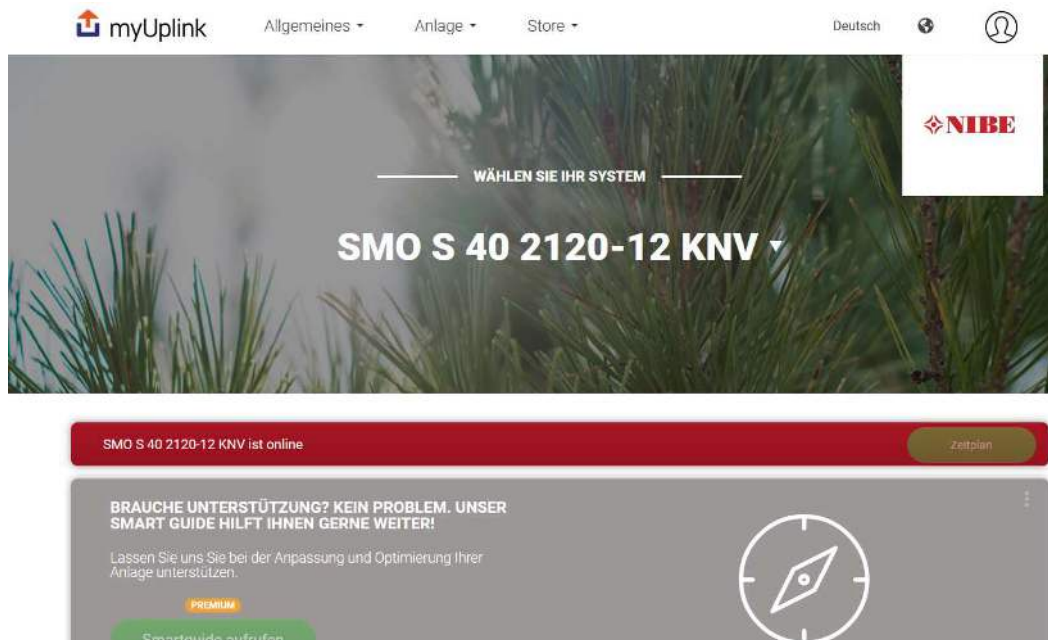 myUplink
Allgemeines
Anlage
Store
Deutsch
NIBE
WÄHLEN SIE IHR SYSTEM
SMO S 40 2120-12 KNV
SMO S 40 2120-12 KNV ist online
Zeitplan
BRAUCHE UNTERSTÜTZUNG? KEIN PROBLEM. UNSER
SMART GUIDE HILFT IHNEN GERNE WEITER!
Lassen Sie uns Sie bei der Anpassung und Optimierung Ihrer
Anlage unterstützen.
PREMIUM
Smartguide aufrufen